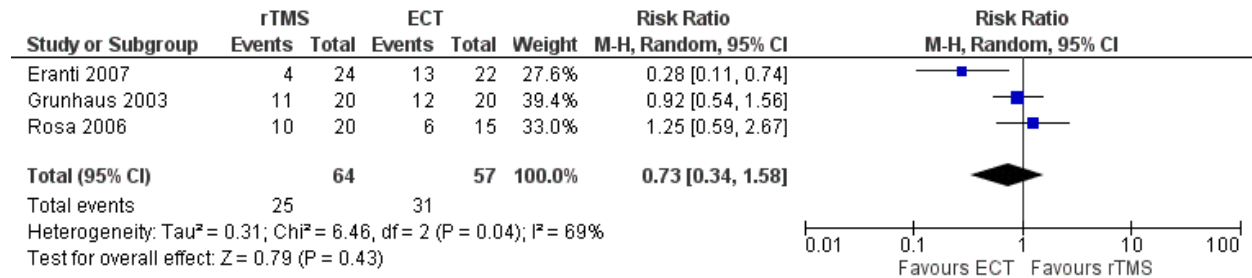 rTMS ECT Risk Ratio Risk Ratio
Study or Subgroup Events Total Events Total Weight M-H, Random, 95% CI M-H, Random, 95% CI
Eranti 2007 4 24 13 22 27.6% 0.28 [0.11, 0.74]
Grunhaus 2003 11 20 12 20 39.4% 0.92 [0.54, 1.56]
Rosa 2006 10 20 6 15 33.0% 1.25 [0.59, 2.67]
Total (95% CI) 64 57 100.0% 0.73 [0.34, 1.58]
Total events 25 31
Heterogeneity: Tau² = 0.31; Chi² = 6.46, df = 2 (P = 0.04); I² = 69%
Test for overall effect: Z = 0.79 (P = 0.43)
0.01 0.1 1 10 100
Favours ECT Favours rTMS